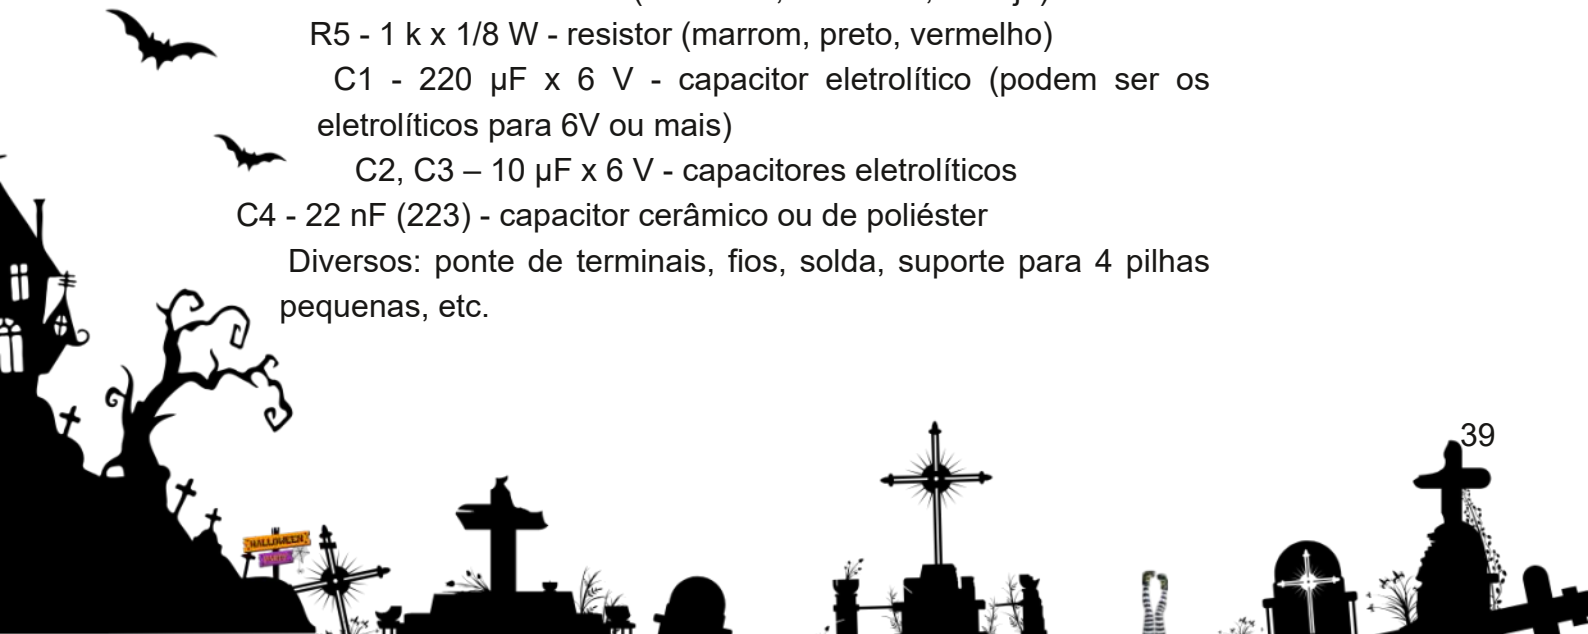 R5 - 1 k x 1/8 W - resistor (marrom, preto, vermelho)
C1 - 220 µF x 6 V - capacitor eletrolítico (podem ser os
eletrolíticos para 6V ou mais)
C2, C3 – 10 µF x 6 V - capacitores eletrolíticos
C4 - 22 nF (223) - capacitor cerâmico ou de poliéster
Diversos: ponte de terminais, fios, solda, suporte para 4 pilhas
pequenas, etc.
39
HALLOWEEN